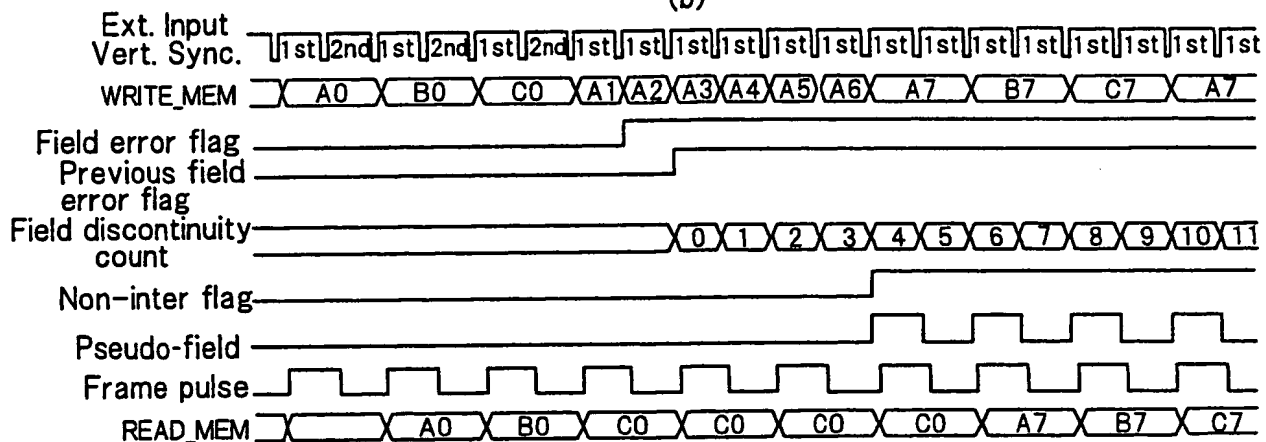 (b)
Ext. Input
Vert. Sync. 1st 2nd 1st 2nd 1st 2nd 1st 1st 1st 1st 1st 1st 1st 1st 1st 1st 1st 1st 1st 1st
WRITE_MEM A0 B0 C0 A1 A2 A3 A4 A5 A6 A7 B7 C7 A7
Field error flag
Previous field
error flag
Field discontinuity
count 0 1 2 3 4 5 6 7 8 9 10 11
Non-inter flag
Pseudo-field
Frame pulse
READ_MEM A0 B0 C0 C0 C0 C0 A7 B7 C7